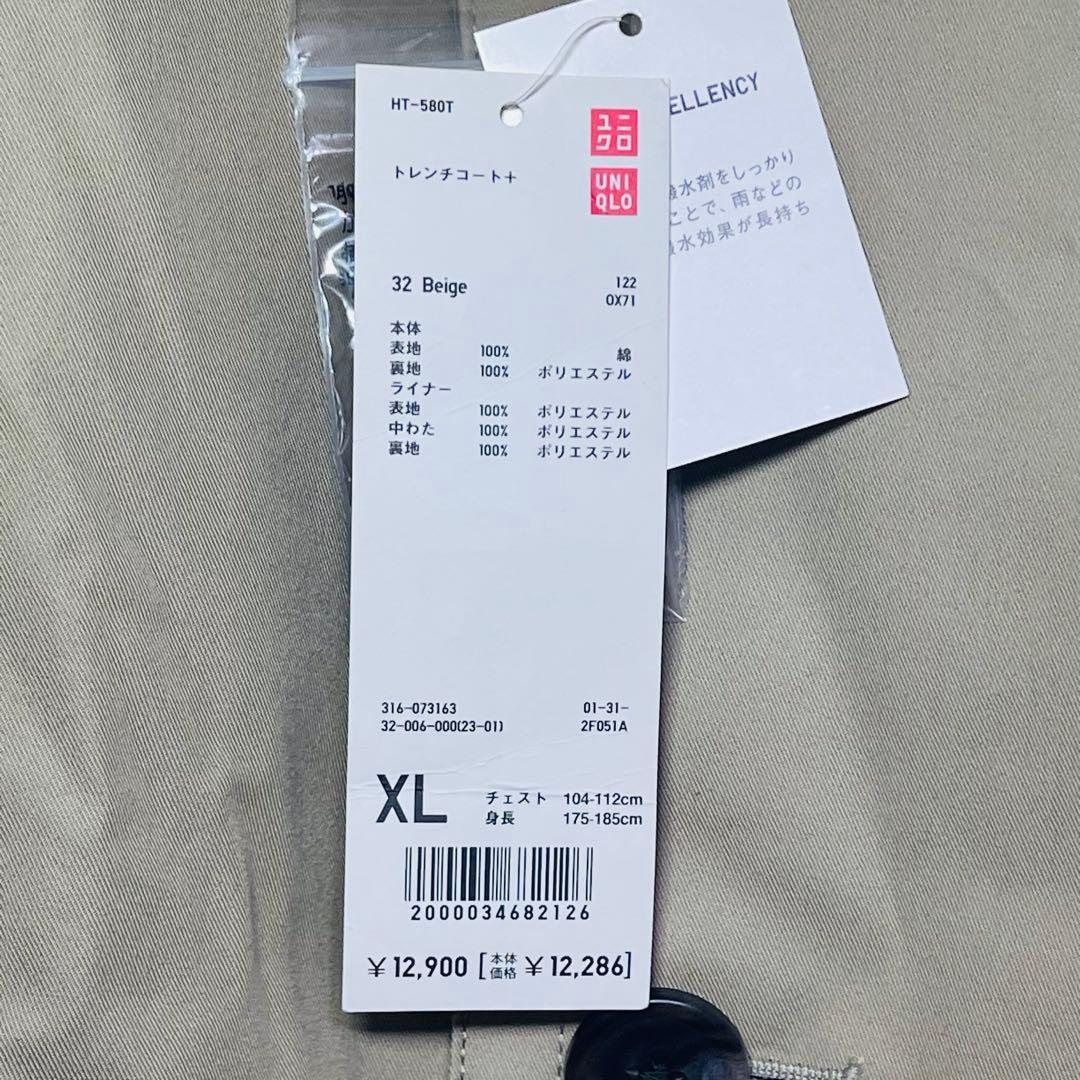 HT-580T
ユニ
クロ
トレンチコート+
UNI
QLO
32 Beige
122
0X71
本体
表地 100% 綿
裏地 100% ポリエステル
ライナー
表地 100% ポリエステル
中わた 100% ポリエステル
裏地 100% ポリエステル
316-073163 01-31-
32-006-000(23-01) 2F051A
XL
チェスト 104-112cm
身長 175-185cm
2000034682126
¥12,900 [本体価格 ¥12,286]
ELLENCY
水剤をしっかり
ことで、雨などの
水効果が長持ち